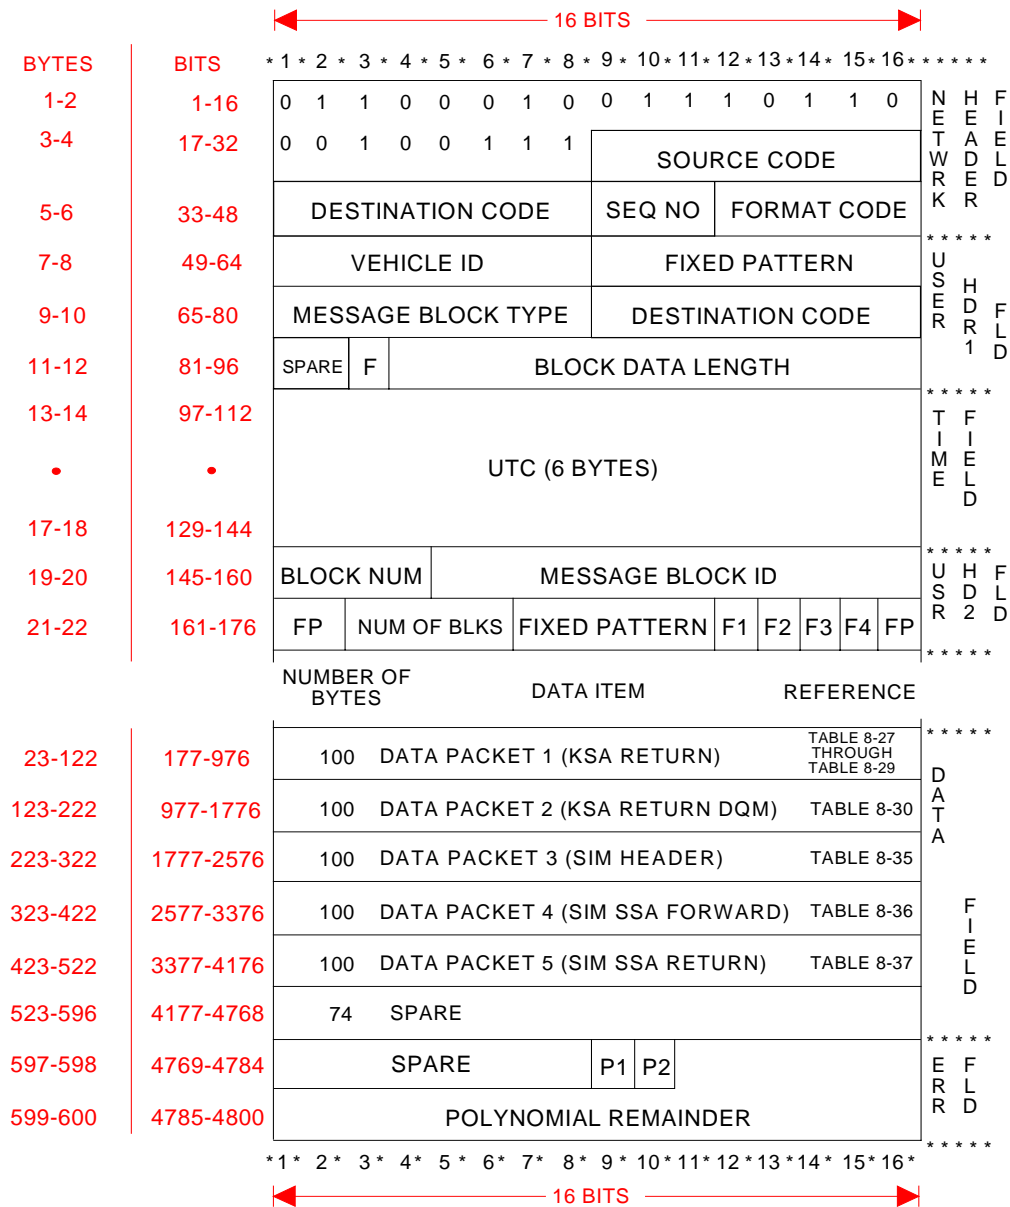 16 BITS
BYTES BITS * 1 * 2 * 3 * 4 * 5 * 6 * 7 * 8 * 9 * 10 * 11 * 12 * 13 * 14 * 15 * 16 * * * * * *
1-2 1-16 0 1 1 0 0 0 1 0 0 1 1 1 0 1 1 0
3-4 17-32 0 0 1 0 0 1 1 1 SOURCE CODE
5-6 33-48 DESTINATION CODE SEQ NO FORMAT CODE
NETWRK HEADER FIELD
* * * * *
7-8 49-64 VEHICLE ID FIXED PATTERN
9-10 65-80 MESSAGE BLOCK TYPE DESTINATION CODE
11-12 81-96 SPARE F BLOCK DATA LENGTH
USER HDR1 FLD
* * * * *
13-14 97-112
• • UTC (6 BYTES)
17-18 129-144
TIME FIELD
* * * * *
19-20 145-160 BLOCK NUM MESSAGE BLOCK ID
21-22 161-176 FP NUM OF BLKS FIXED PATTERN F1 F2 F3 F4 FP
USR HD2 FLD
* * * * *
NUMBER OF
BYTES DATA ITEM REFERENCE
* * * * *
23-122 177-976 100 DATA PACKET 1 (KSA RETURN) TABLE 8-27
THROUGH
TABLE 8-29
123-222 977-1776 100 DATA PACKET 2 (KSA RETURN DQM) TABLE 8-30
223-322 1777-2576 100 DATA PACKET 3 (SIM HEADER) TABLE 8-35
323-422 2577-3376 100 DATA PACKET 4 (SIM SSA FORWARD) TABLE 8-36
423-522 3377-4176 100 DATA PACKET 5 (SIM SSA RETURN) TABLE 8-37
523-596 4177-4768 74 SPARE
DATA FIELD
* * * * *
597-598 4769-4784 SPARE P1 P2
599-600 4785-4800 POLYNOMIAL REMAINDER
ERR FLD
* * * * *
* 1 * 2 * 3 * 4 * 5 * 6 * 7 * 8 * 9 * 10 * 11 * 12 * 13 * 14 * 15 * 16 *
16 BITS